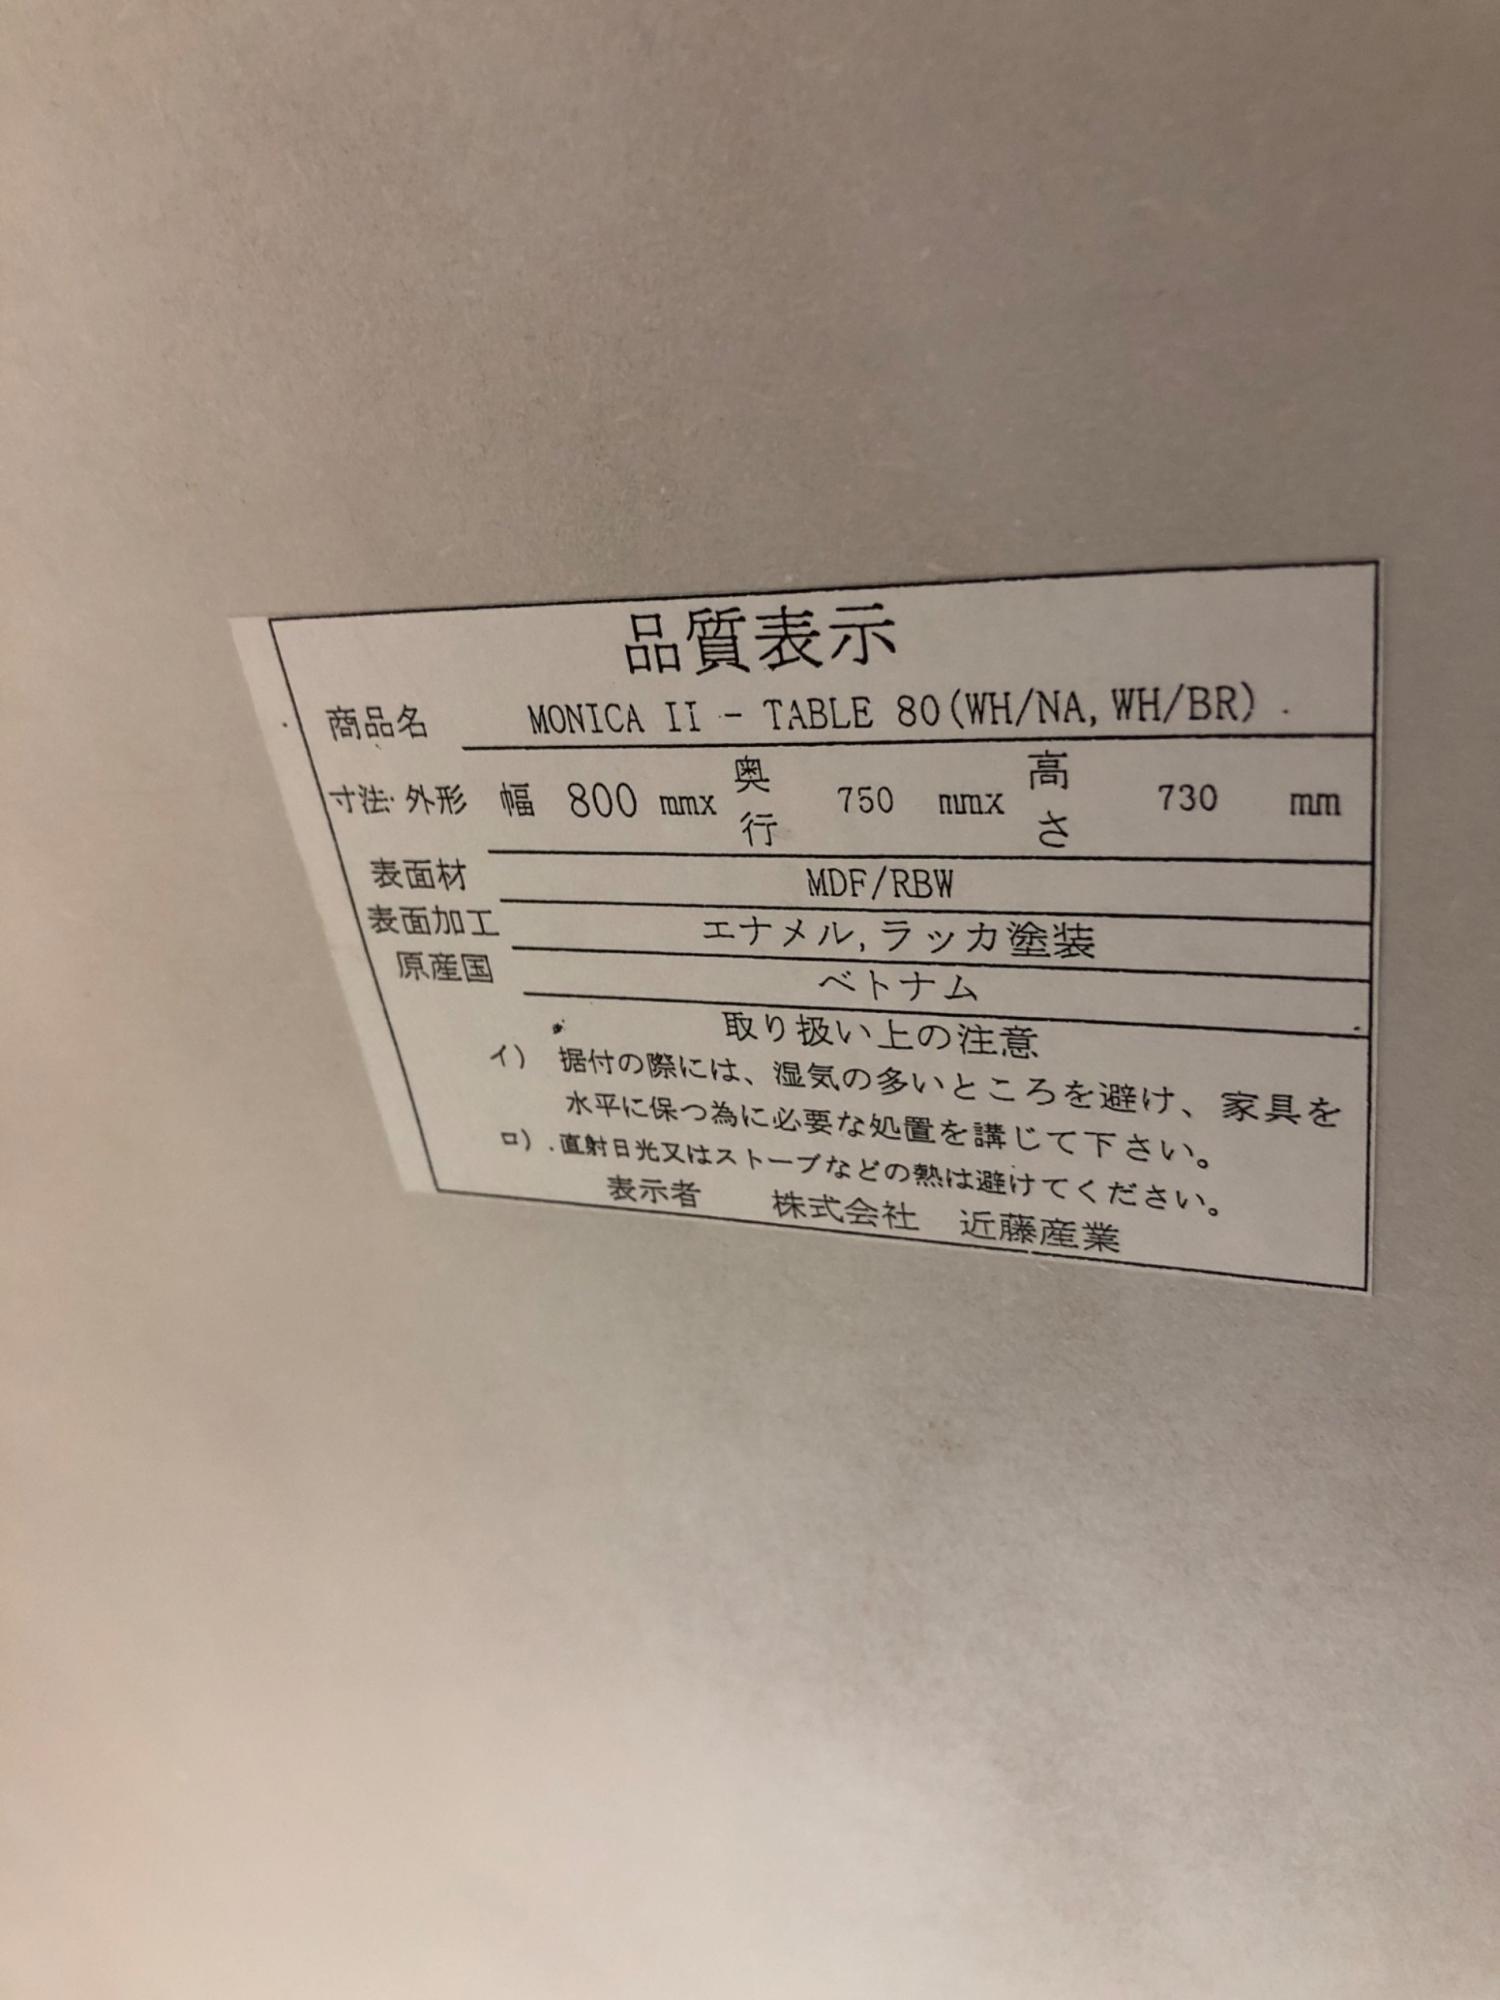 品質表示
商品名 MONICA II - TABLE 80(WH/NA, WH/BR)
寸法・外形 幅 800 mmx 奥行 750 mmx 高さ 730 mm
表面材 MDF/RBW
表面加工 エナメル,ラッカ塗装
原産国 ベトナム
取り扱い上の注意
イ) 据付の際には、湿気の多いところを避け、家具を
水平に保つ為に必要な処置を講じて下さい。
ロ). 直射日光又はストーブなどの熱は避けてください。
表示者 株式会社 近藤産業